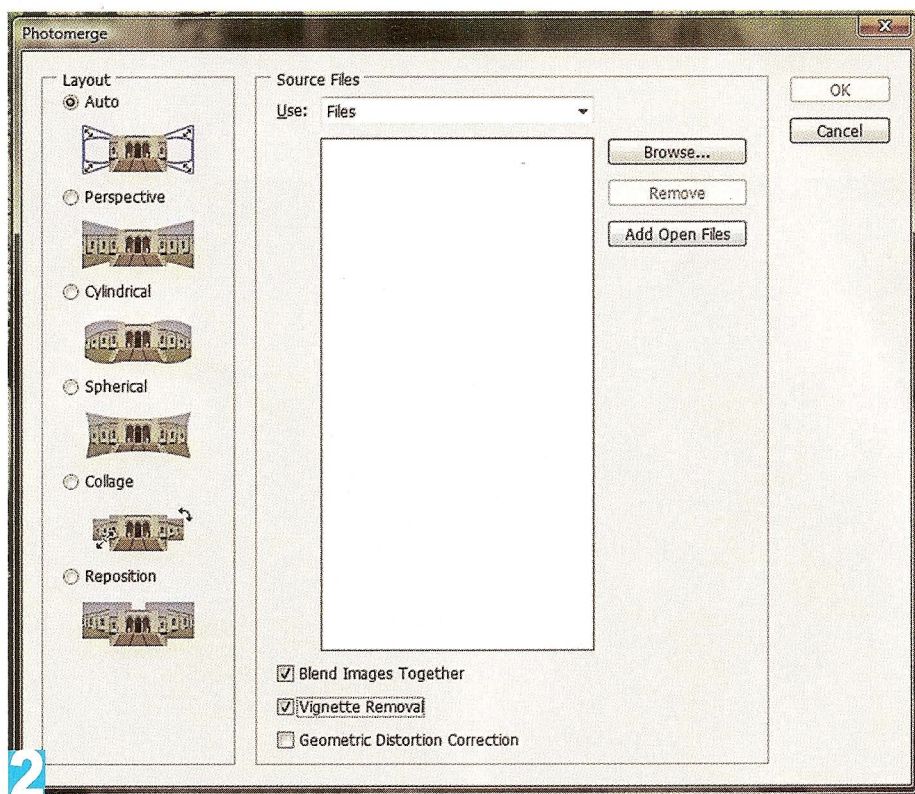 Photomerge
Layout
Auto
Perspective
Cylindrical
Spherical
Collage
Reposition
Source Files
Use: Files
Browse...
Remove
Add Open Files
Blend Images Together
Vignette Removal
Geometric Distortion Correction
OK
Cancel
2